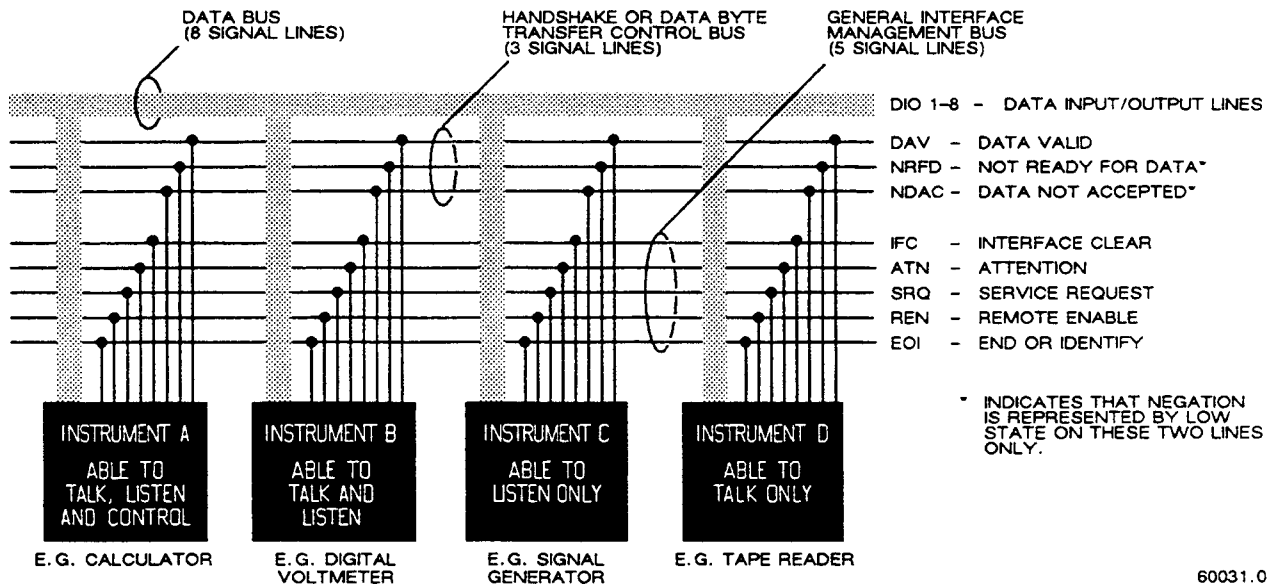 DATA BUS
(8 SIGNAL LINES)
HANDSHAKE OR DATA BYTE
TRANSFER CONTROL BUS
(3 SIGNAL LINES)
GENERAL INTERFACE
MANAGEMENT BUS
(5 SIGNAL LINES)
DIO 1-8 - DATA INPUT/OUTPUT LINES
DAV - DATA VALID
NRFD - NOT READY FOR DATA*
NDAC - DATA NOT ACCEPTED*
IFC - INTERFACE CLEAR
ATN - ATTENTION
SRQ - SERVICE REQUEST
REN - REMOTE ENABLE
EOI - END OR IDENTIFY
* INDICATES THAT NEGATION
IS REPRESENTED BY LOW
STATE ON THESE TWO LINES
ONLY.
INSTRUMENT A
ABLE TO
TALK, LISTEN
AND CONTROL
E.G. CALCULATOR
INSTRUMENT B
ABLE TO
TALK AND
LISTEN
E.G. DIGITAL
VOLTMETER
INSTRUMENT C
ABLE TO
LISTEN ONLY
E.G. SIGNAL
GENERATOR
INSTRUMENT D
ABLE TO
TALK ONLY
E.G. TAPE READER
60031.0